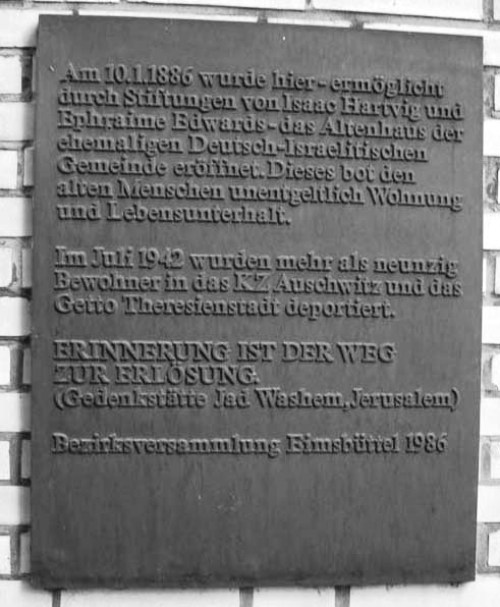 Am 10.1.1886 wurde hier-ermöglicht
durch Stiftungen von Isaac Hartvig und
Ephraime Edwards-das Altenhaus der
ehemaligen Deutsch-Israelitischen
Gemeinde eröffnet. Dieses bot den
alten Menschen unentgeltlich Wohnung
und Lebensunterhalt.

Im Juli 1942 wurden mehr als neunzig
Bewohner in das KZ Auschwitz und das
Getto Theresienstadt deportiert.

ERINNERUNG IST DER WEG
ZUR ERLÖSUNG.
(Gedenkstätte Jad Washem, Jerusalem)

Bezirksversammlung Eimsbüttel 1986